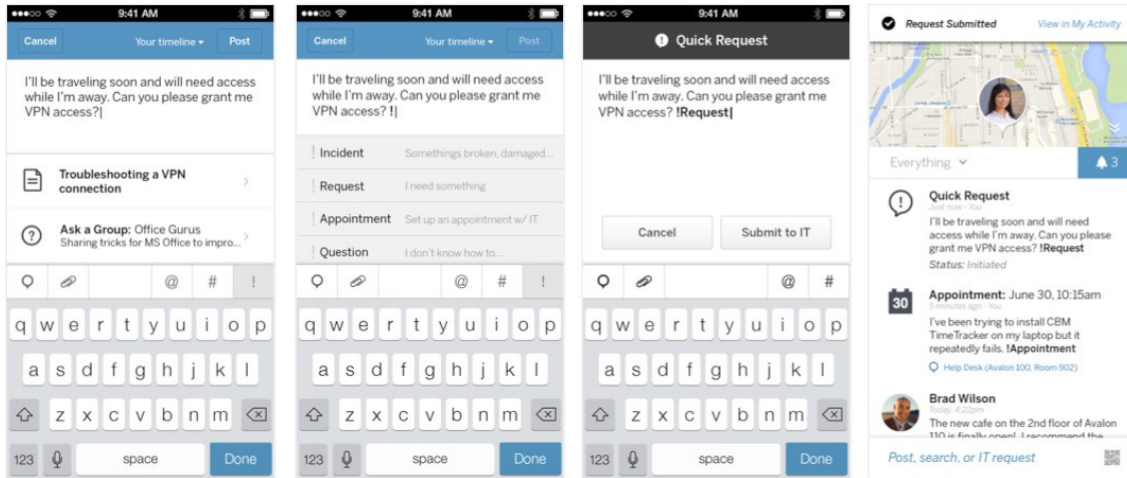 9:41 AM
Cancel
Your timeline
Post
I'll be traveling soon and will need access
while I'm away. Can you please grant me
VPN access?
Troubleshooting a VPN
connection
Ask a Group: Office Gurus
Sharing tricks for MS Office to impro...
@ # !
q w e r t y u i o p
a s d f g h j k l
z x c v b n m
123 space Done
9:41 AM
Cancel
Your timeline
Post
I'll be traveling soon and will need access
while I'm away. Can you please grant me
VPN access? !
! Incident Somethings broken, damaged...
! Request I need something
! Appointment Set up an appointment w/ IT
! Question I don't know how to...
@ # !
q w e r t y u i o p
a s d f g h j k l
z x c v b n m
123 space Done
9:41 AM
! Quick Request
I'll be traveling soon and will need access
while I'm away. Can you please grant me
VPN access? !Request
Cancel
Submit to IT
@ #
q w e r t y u i o p
a s d f g h j k l
z x c v b n m
123 space Done
Request Submitted
View in My Activity
Everything
3
Quick Request
Just now - You
I'll be traveling soon and will need
access while I'm away. Can you please
grant me VPN access? !Request
Status: Initiated
30
Appointment: June 30, 10:15am
5 minutes ago - You
I've been trying to install CBM
TimeTracker on my laptop but it
repeatedly fails. !Appointment
Help Desk (Avalon 100, Room 902)
Brad Wilson
Today, 4:22pm
The new cafe on the 2nd floor of Avalon
110 is finally open! I recommend the
Post, search, or IT request